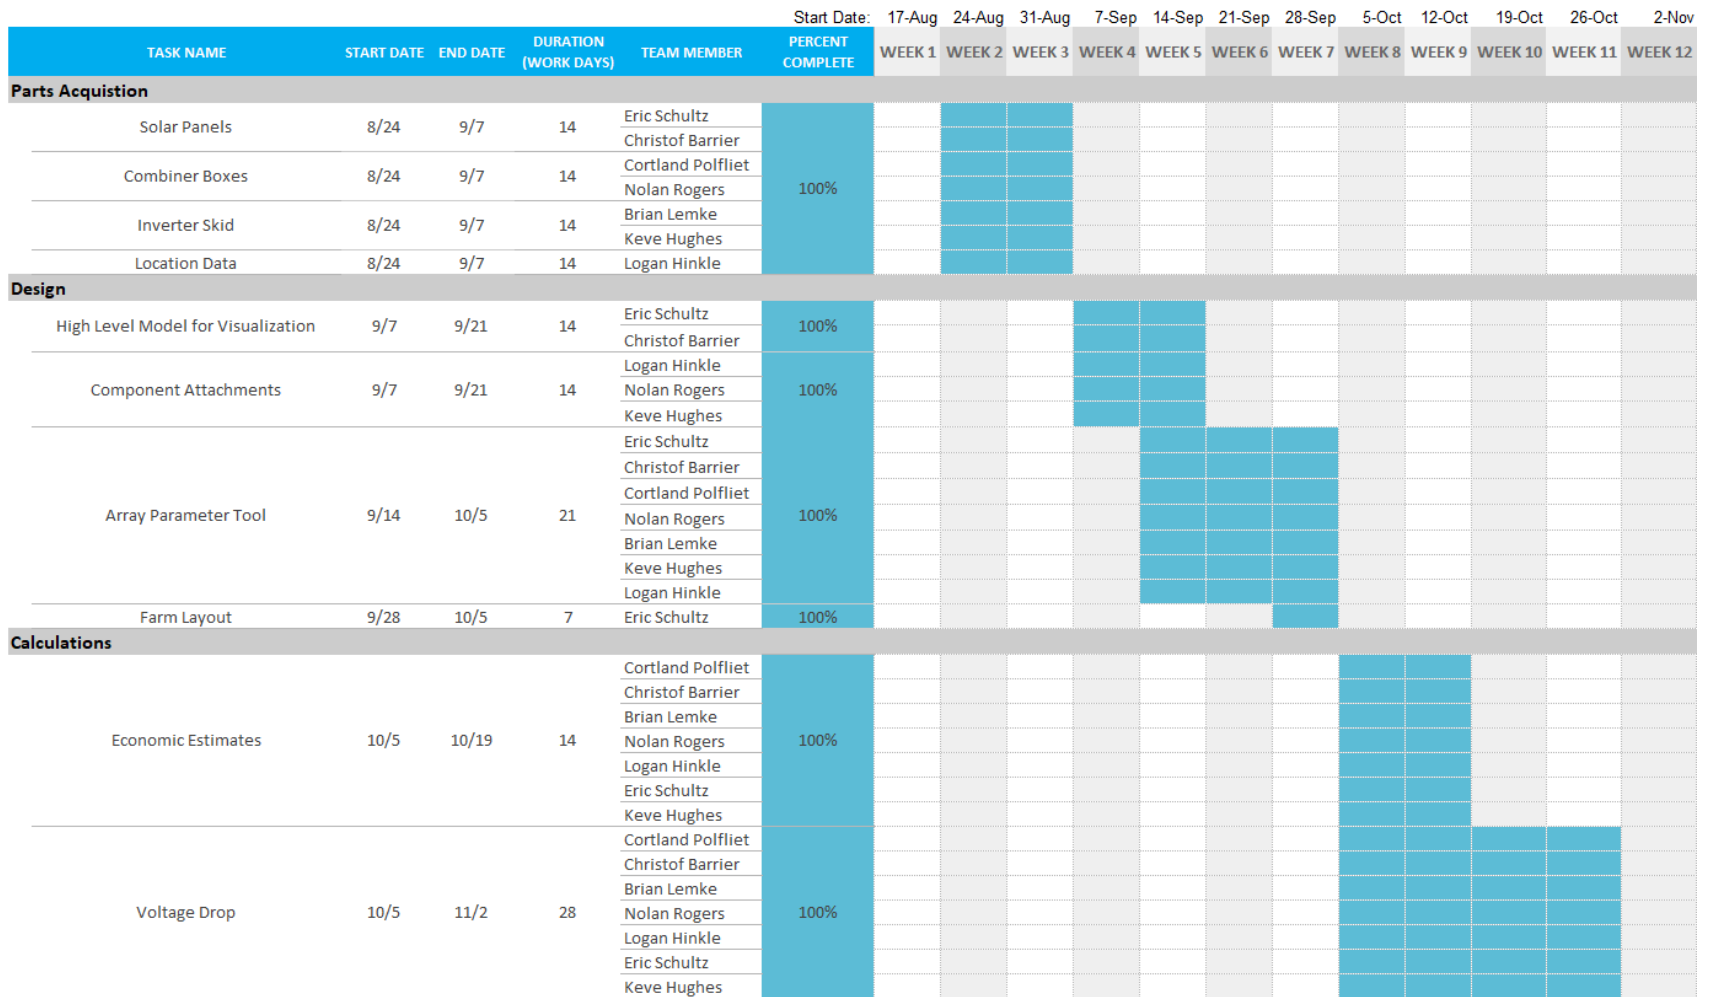 Start Date: 17-Aug 24-Aug 31-Aug 7-Sep 14-Sep 21-Sep 28-Sep 5-Oct 12-Oct 19-Oct 26-Oct 2-Nov
TASK NAME START DATE END DATE DURATION (WORK DAYS) TEAM MEMBER PERCENT COMPLETE WEEK 1 WEEK 2 WEEK 3 WEEK 4 WEEK 5 WEEK 6 WEEK 7 WEEK 8 WEEK 9 WEEK 10 WEEK 11 WEEK 12
Parts Acquistion
Solar Panels 8/24 9/7 14 Eric Schultz
Christof Barrier
Combiner Boxes 8/24 9/7 14 Cortland Polfliet
Nolan Rogers
100%
Inverter Skid 8/24 9/7 14 Brian Lemke
Keve Hughes
Location Data 8/24 9/7 14 Logan Hinkle
Design
High Level Model for Visualization 9/7 9/21 14 Eric Schultz 100%
Christof Barrier
Component Attachments 9/7 9/21 14 Logan Hinkle
Nolan Rogers 100%
Keve Hughes
Array Parameter Tool 9/14 10/5 21 Eric Schultz
Christof Barrier
Cortland Polfliet
Nolan Rogers 100%
Brian Lemke
Keve Hughes
Logan Hinkle
Farm Layout 9/28 10/5 7 Eric Schultz 100%
Calculations
Economic Estimates 10/5 10/19 14 Cortland Polfliet
Christof Barrier
Brian Lemke
Nolan Rogers 100%
Logan Hinkle
Eric Schultz
Keve Hughes
Voltage Drop 10/5 11/2 28 Cortland Polfliet
Christof Barrier
Brian Lemke
Nolan Rogers 100%
Logan Hinkle
Eric Schultz
Keve Hughes